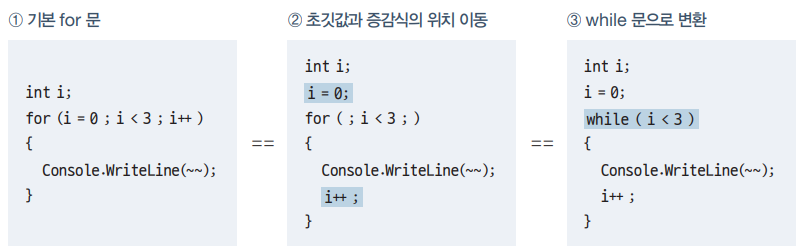 ① 기본 for 문
int i;
for (i = 0 ; i < 3 ; i++ )
{
Console.WriteLine(~~);
}
==
② 초깃값과 증감식의 위치 이동
int i;
i = 0;
for ( ; i < 3 ; )
{
Console.WriteLine(~~);
i++ ;
}
==
③ while 문으로 변환
int i;
i = 0;
while ( i < 3 )
{
Console.WriteLine(~~);
i++ ;
}